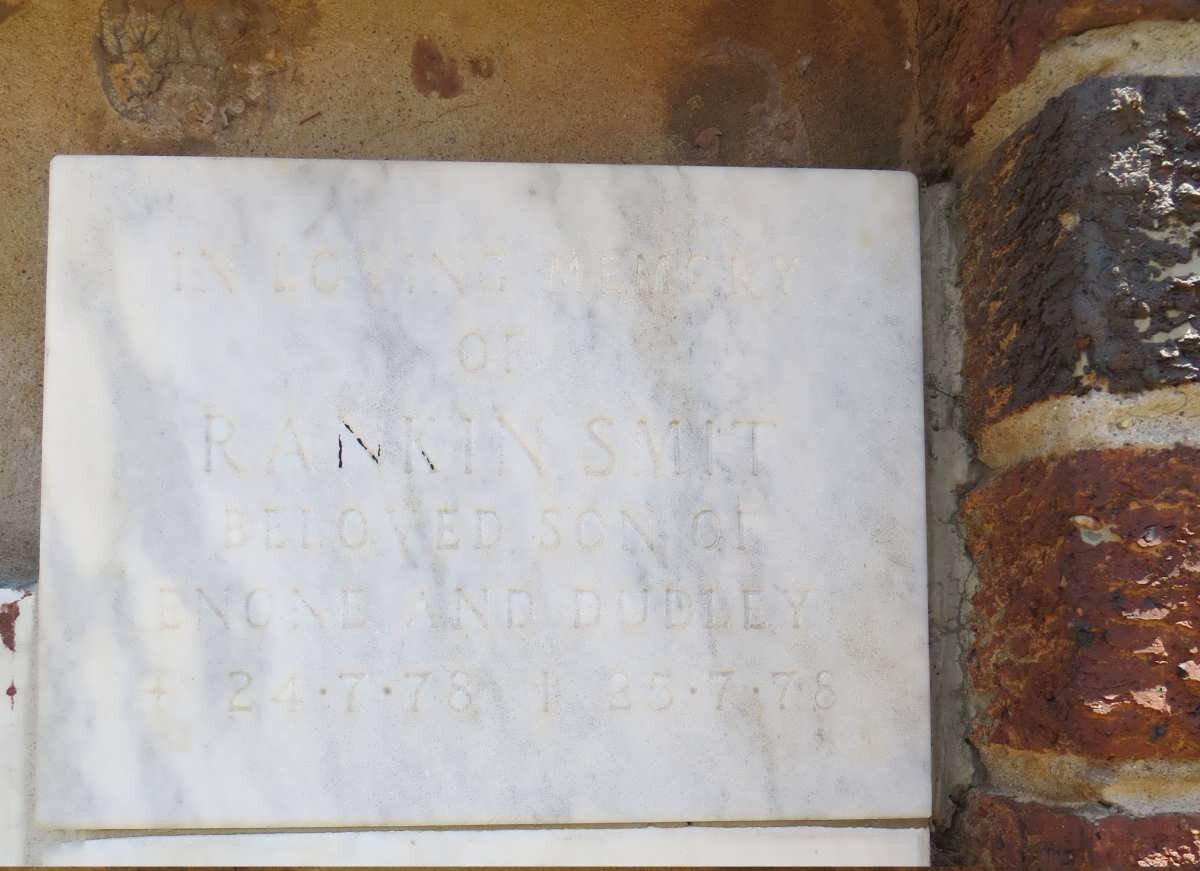 IN LOVING MEMORY
OF
RANKIN SMIT
BELOVED SON OF
ENONE AND DUDLEY
24·7·78 † 25·7·78